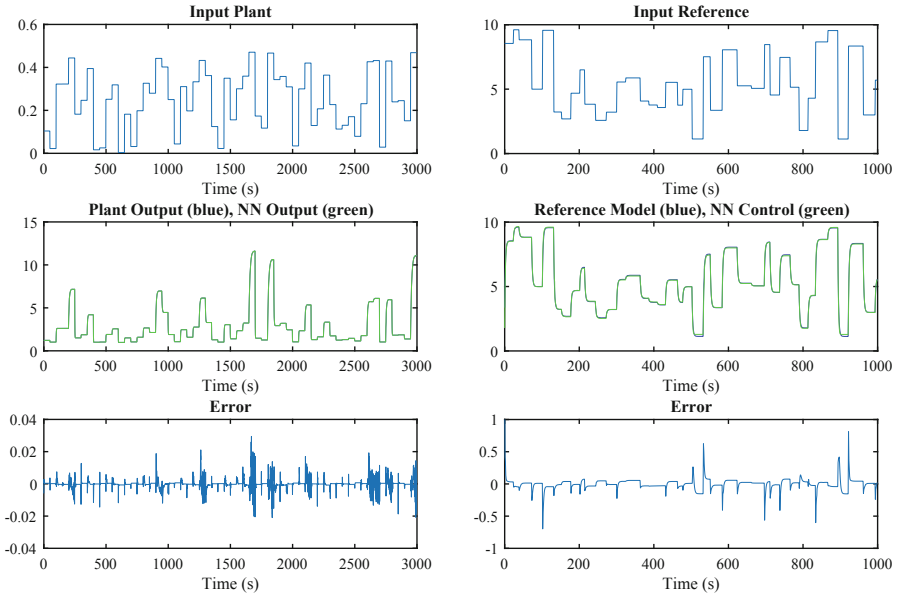 Input Plant
0.6
0.4
0.2
0
0 500 1000 1500 2000 2500 3000
Time (s)
Input Reference
10
5
0
0 200 400 600 800 1000
Time (s)
Plant Output (blue), NN Output (green)
15
10
5
0
0 500 1000 1500 2000 2500 3000
Time (s)
Reference Model (blue), NN Control (green)
10
5
0
0 200 400 600 800 1000
Time (s)
Error
0.04
0.02
0
-0.02
-0.04
0 500 1000 1500 2000 2500 3000
Time (s)
Error
1
0.5
0
-0.5
-1
0 200 400 600 800 1000
Time (s)